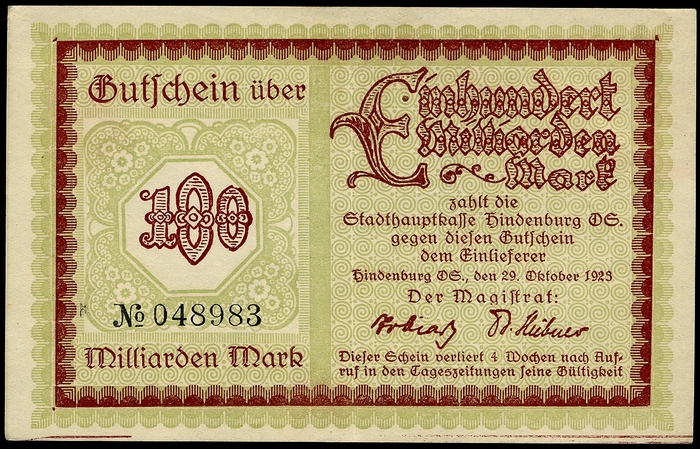 Gutschein über
100
№ 048983
Milliarden Mark
Einhundert
Milliarden
Mark
zahlt die
Stadthauptkasse Hindenburg OS.
gegen diesen Gutschein
dem Einlieferer
Hindenburg OS., den 29. Oktober 1923
Der Magistrat:
Dieser Schein verliert 4 Wochen nach Auf-
ruf in den Tageszeitungen seine Gültigkeit